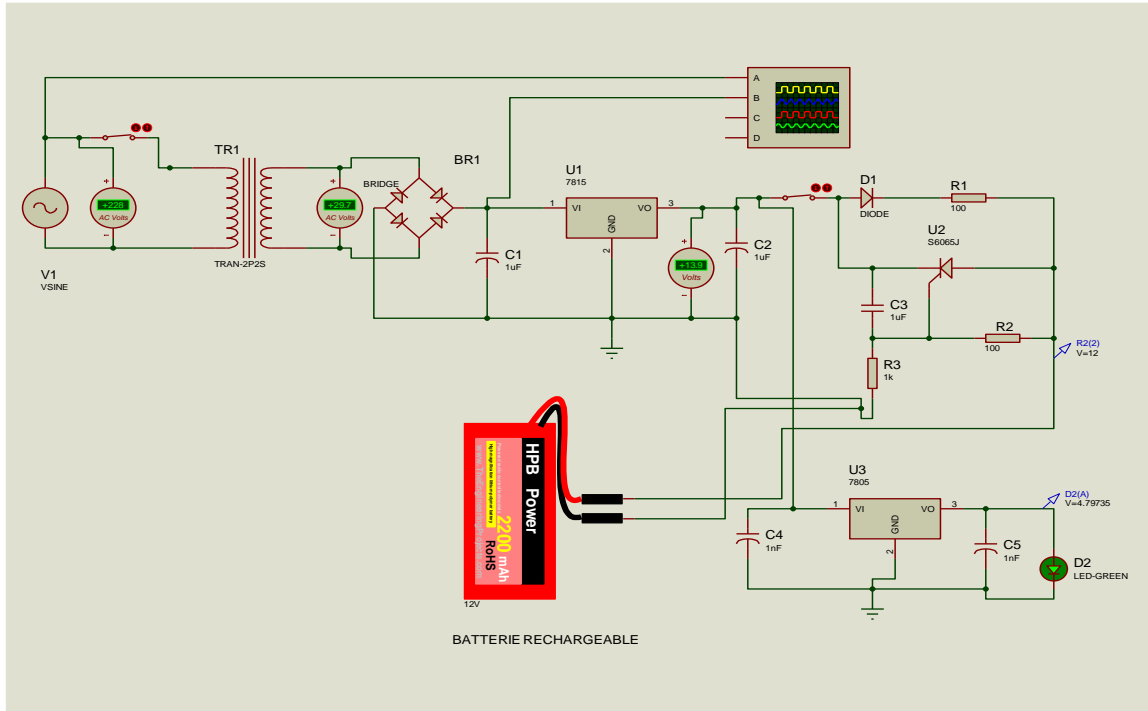 A
B
C
D
TR1
TRAN-2P2S
V1
VSINE
+228
AC Volts
+29.7
AC Volts
BRIDGE
BR1
C1
1uF
U1
7815
1
VI
VO
3
GND
2
+13.9
Volts
C2
1uF
D1
DIODE
R1
100
U2
S6065J
C3
1uF
R2
100
R2(2)
V=12
R3
1k
HPB Power
2200 mAh
RoHS
12V
BATTERIE RECHARGEABLE
U3
7805
1
VI
VO
3
GND
2
C4
1nF
C5
1nF
D2(A)
V=4.79735
D2
LED-GREEN